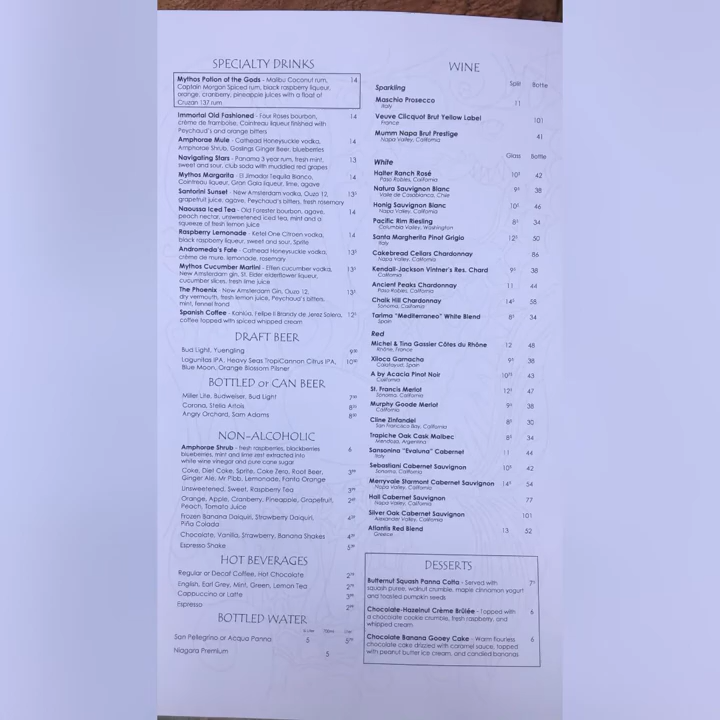 SPECIALTY DRINKS
Mythos Potion of the Gods - Malibu Coconut rum, 14
Captain Morgan Spiced rum, black raspberry liqueur,
orange, cranberry, pineapple juices with a float of
Cruzan 137 rum
Immortal Old Fashioned - Four Roses bourbon, 14
crème de framboise, Cointreau liqueur finished with
Peychaud's and orange bitters
Amphorae Mule - Cathead Honeysuckle vodka, 14
Amphorae Shrub, Goslings Ginger Beer, blueberries
Navigating Stars - Panama 3 year rum, fresh mint, 13
sweet and sour, club soda with muddled red grapes
Mythos Margarita - El Jimador Tequila Blanco, 14
Cointreau liqueur, Gran Gala liqueur, lime, agave
Santorini Sunset - New Amsterdam vodka, Ouzo 12, 13⁵
grapefruit juice, agave, Peychaud's bitters, fresh rosemary
Naoussa Iced Tea - Old Forester bourbon, agave, 14
peach nectar, unsweetened iced tea, mint and a
squeeze of fresh lemon juice
Raspberry Lemonade - Ketel One Citroen vodka, 14
black raspberry liqueur, sweet and sour, Sprite
Andromeda's Fate - Cathead Honeysuckle vodka, 13⁵
crème de mure, lemonade, rosemary
Mythos Cucumber Martini - Effen cucumber vodka, 13⁵
New Amsterdam gin, St. Elder elderflower liqueur,
cucumber slices, fresh lime juice
The Phoenix - New Amsterdam Gin, Ouzo 12, 13⁵
dry vermouth, fresh lemon juice, Peychaud's bitters,
mint, fennel frond
Spanish Coffee - Kahlúa, Felipe II Brandy de Jerez Solera, 12⁵
coffee topped with spiced whipped cream
DRAFT BEER
Bud Light, Yuengling
Lagunitas IPA, Heavy Seas TropiCannon Citrus IPA,
Blue Moon, Orange Blossom Pilsner
BOTTLED or CAN BEER
Miller Lite, Budweiser, Bud Light
Corona, Stella Artois
Angry Orchard, Sam Adams
NON-ALCOHOLIC
Amphorae Shrub - fresh raspberries, blackberries 6
blueberries, mint and lime zest extracted into
white wine vinegar and pure cane sugar
Coke, Diet Coke, Sprite, Coke Zero, Root Beer,
Ginger Ale, Mr Pibb, Lemonade, Fanta Orange
Unsweetened, Sweet, Raspberry Tea
Orange, Apple, Cranberry, Pineapple, Grapefruit,
Peach, Tomato Juice
Frozen Banana Daiquiri, Strawberry Daiquiri,
Piña Colada
Chocolate, Vanilla, Strawberry, Banana Shakes
Espresso Shake
HOT BEVERAGES
Regular or Decaf Coffee, Hot Chocolate
English, Earl Grey, Mint, Green, Lemon Tea
Cappuccino or Latte
Espresso
BOTTLED WATER
San Pellegrino or Acqua Panna 5
Niagara Premium 5
WINE
Sparkling Split Bottle
Maschio Prosecco 11
Italy
Veuve Clicquot Brut Yellow Label 101
France
Mumm Napa Brut Prestige 41
Napa Valley, California
White Glass Bottle
Halter Ranch Rosé 10⁵ 42
Paso Robles, California
Natura Sauvignon Blanc 9⁵ 38
Valle de Casablanca, Chile
Honig Sauvignon Blanc 10⁵ 46
Napa Valley, California
Pacific Rim Riesling 8⁵ 34
Columbia Valley, Washington
Santa Margherita Pinot Grigio 12⁵ 50
Italy
Cakebread Cellars Chardonnay 86
Napa Valley, California
Kendall-Jackson Vintner's Res. Chard 9⁵ 38
California
Ancient Peaks Chardonnay 11 44
Paso Robles, California
Chalk Hill Chardonnay 14⁵ 58
Sonoma, California
Tarima "Mediterraneo" White Blend 8⁵ 34
Spain
Red
Michel & Tina Gassier Côtes du Rhône 12 48
Rhône, France
Xiloca Garnacha 9⁵ 38
Calatayud, Spain
A by Acacia Pinot Noir 43
California
St. Francis Merlot 12⁵ 47
Sonoma, California
Murphy Goode Merlot 9⁵ 38
California
Cline Zinfandel 8⁵ 30
San Francisco Bay, California
Trapiche Oak Cask Malbec 8⁵ 34
Mendoza, Argentina
Sansonina "Evaluna" Cabernet 11 44
Italy
Sebastiani Cabernet Sauvignon 10⁵ 42
Sonoma, California
Merryvale Starmont Cabernet Sauvignon 14⁵ 54
Napa Valley, California
Hall Cabernet Sauvignon 77
Napa Valley, California
Silver Oak Cabernet Sauvignon 101
Alexander Valley, California
Atlantis Red Blend 13 52
Greece
DESSERTS
Butternut Squash Panna Cotta - Served with 7⁵
squash puree, walnut crumble, maple cinnamon yogurt
and toasted pumpkin seeds
Chocolate-Hazelnut Crème Brûlée - Topped with 6
a chocolate cookie crumble, fresh raspberry, and
whipped cream
Chocolate Banana Gooey Cake - Warm flourless 6
chocolate cake drizzled with caramel sauce, topped
with peanut butter ice cream, and candied bananas